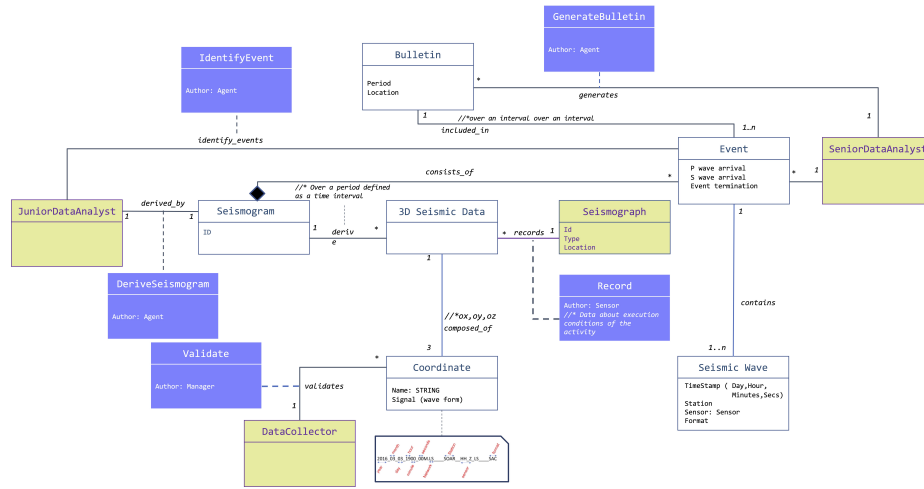 GenerateBulletin
Author: Agent
IdentifyEvent
Author: Agent
Bulletin
Period
Location
*
generates
1
1
//*over an interval over an interval
included_in
1..n
identify_events
Event
P wave arrival
S wave arrival
Event termination
SeniorDataAnalyst
* 1
consists_of
*
//* Over a period defined
as a time interval
JuniorDataAnalyst
derived_by
1 1
Seismogram
ID
1
deriv
e
*
3D Seismic Data
* records 1
Seismograph
Id
Type
Location
1
1
DeriveSeismogram
Author: Agent
Record
Author: Sensor
//* Data about execution
conditions of the
activity
contains
//*ox,oy,oz
composed_of
Validate
Author: Manager
3
1..n
*
validates
1
Coordinate
Name: STRING
Signal (wave form)
Seismic Wave
TimeStamp ( Day,Hour,
Minutes,Secs)
Station
Sensor: Sensor
Format
DataCollector